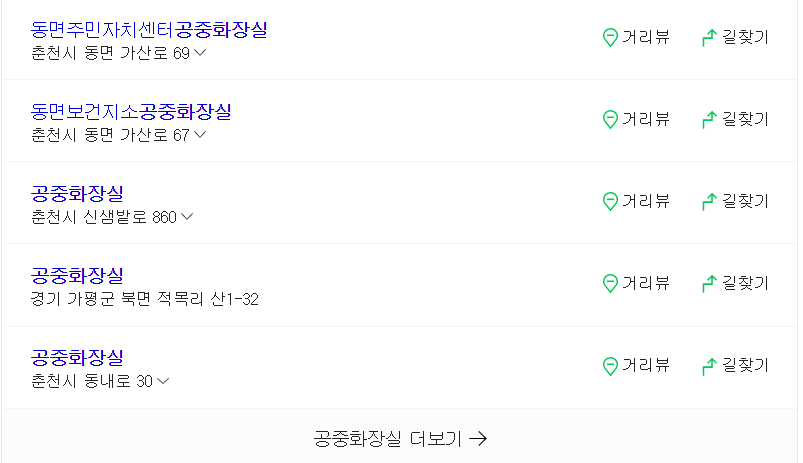 동면주민자치센터공중화장실
거리뷰 길찾기
춘천시 동면 가산로 69
동면보건지소공중화장실
거리뷰 길찾기
춘천시 동면 가산로 67
공중화장실
거리뷰 길찾기
춘천시 신샘밭로 860
공중화장실
거리뷰 길찾기
경기 가평군 북면 적목리 산1-32
공중화장실
거리뷰 길찾기
춘천시 동내로 30
공중화장실 더보기 →